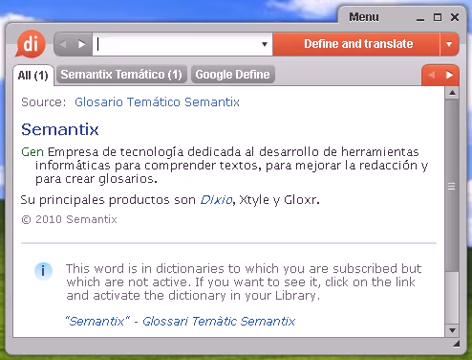 Menu
di
Define and translate
All (1) Semantix Temático (1) Google Define
Source: Glosario Temático Semantix
Semantix
Gen Empresa de tecnología dedicada al desarrollo de herramientas
informáticas para comprender textos, para mejorar la redacción y
para crear glosarios.
Su principales productos son Dixio, Xtyle y Gloxr.
© 2010 Semantix
This word is in dictionaries to which you are subscribed but
which are not active. If you want to see it, click on the link
and activate the dictionary in your Library.
"Semantix" - Glossari Temàtic Semantix